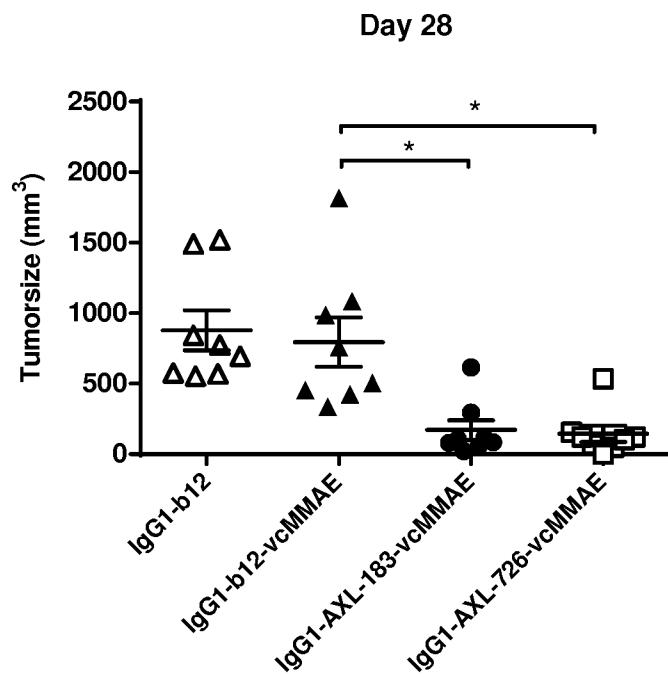 Day 28
Tumorsize (mm³)
2500
2000
1500
1000
500
0
*
*
IgG1-b12
IgG1-b12-vcMMAE
IgG1-AXL-183-vcMMAE
IgG1-AXL-726-vcMMAE